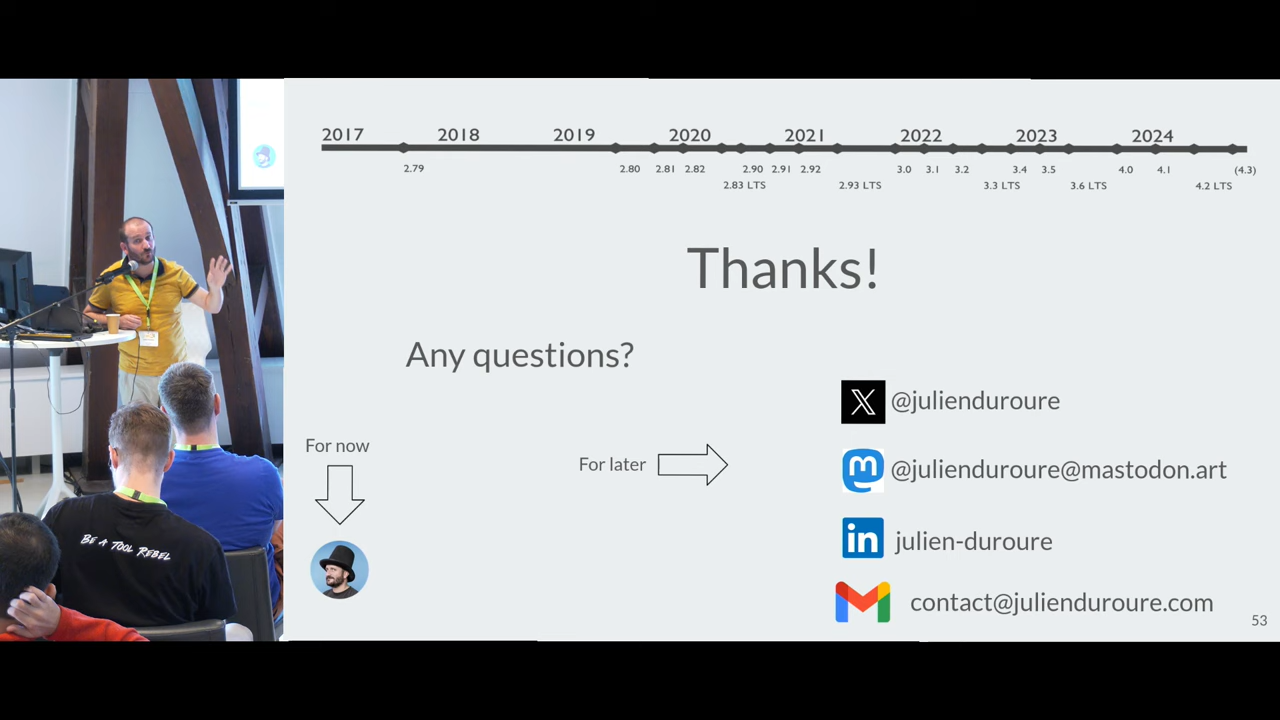 2017 2018 2019 2020 2021 2022 2023 2024
2.79 2.80 2.81 2.82 2.90 2.91 2.92 3.0 3.1 3.2 3.4 3.5 4.0 4.1 (4.3)
2.83 LTS 2.93 LTS 3.3 LTS 3.6 LTS 4.2 LTS
Thanks!
Any questions?
@julienduroure
For now
For later
@julienduroure@mastodon.art
julien-duroure
contact@julienduroure.com
53
BE A TOOL REBEL